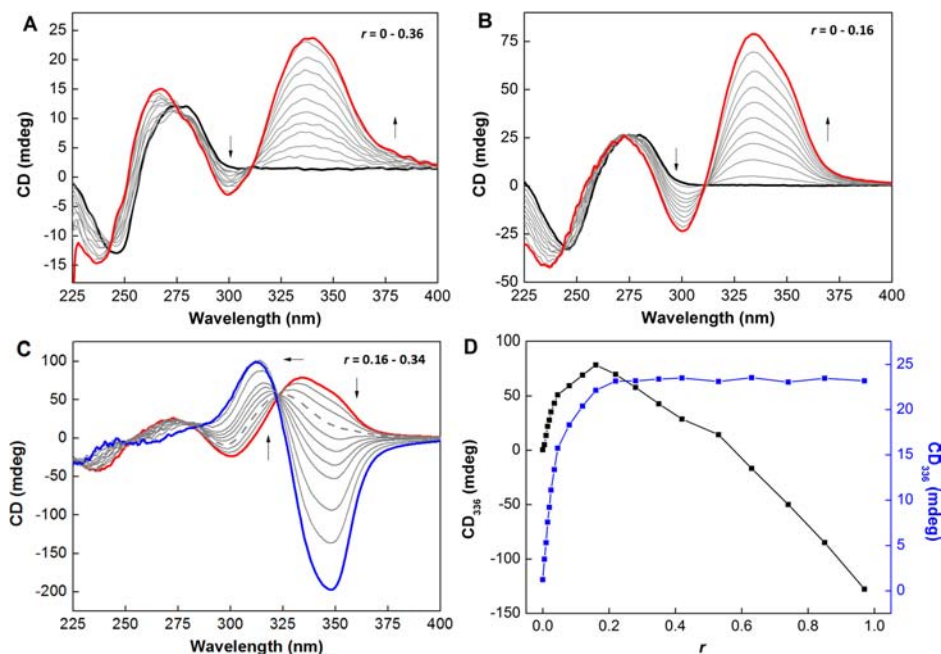 A
r = 0 - 0.36
CD (mdeg)
25
20
15
10
5
0
-5
-10
-15
225 250 275 300 325 350 375 400
Wavelength (nm)
B
r = 0 - 0.16
CD (mdeg)
75
50
25
0
-25
-50
225 250 275 300 325 350 375 400
Wavelength (nm)
C
r = 0.16 - 0.34
CD (mdeg)
100
50
0
-50
-100
-150
-200
225 250 275 300 325 350 375 400
Wavelength (nm)
D
CD336 (mdeg)
100
50
0
-50
-100
-150
0.0 0.2 0.4 0.6 0.8 1.0
r
25
20
15
10
5
0
CD336 (mdeg)